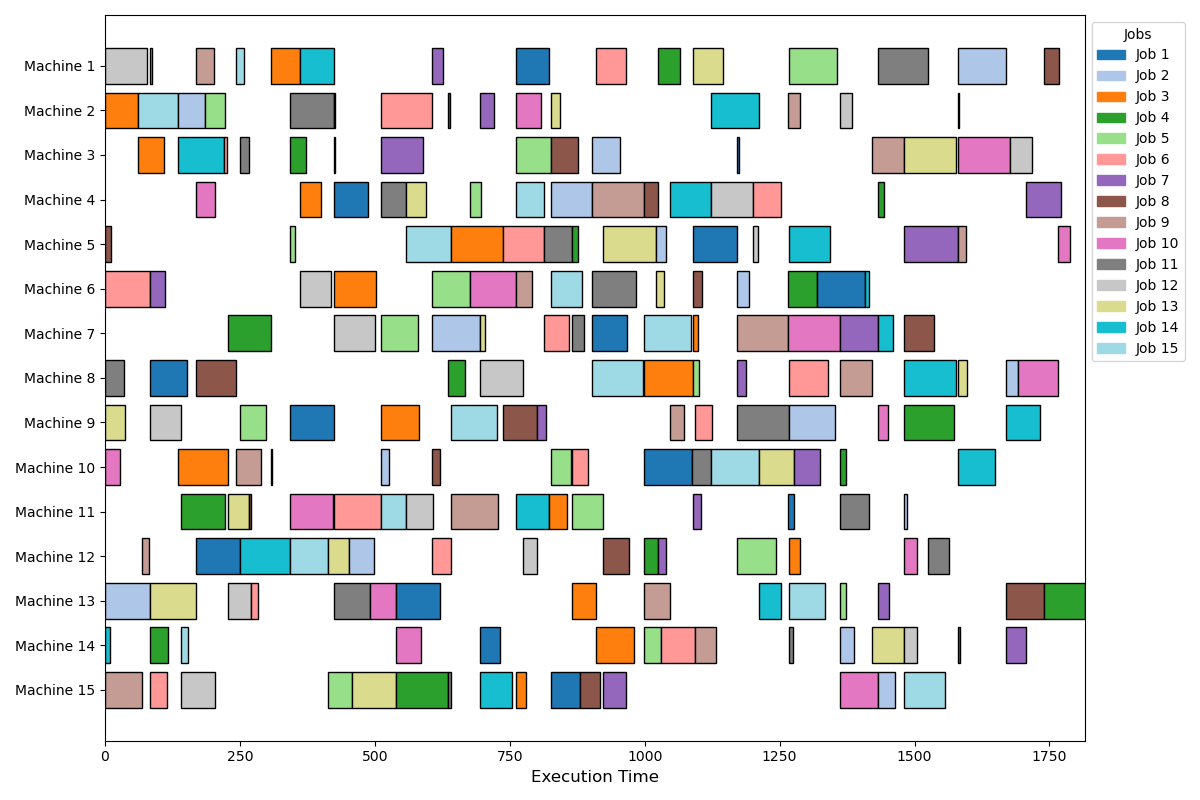 Machine 1
Machine 2
Machine 3
Machine 4
Machine 5
Machine 6
Machine 7
Machine 8
Machine 9
Machine 10
Machine 11
Machine 12
Machine 13
Machine 14
Machine 15
0 250 500 750 1000 1250 1500 1750
Execution Time
Jobs
Job 1
Job 2
Job 3
Job 4
Job 5
Job 6
Job 7
Job 8
Job 9
Job 10
Job 11
Job 12
Job 13
Job 14
Job 15